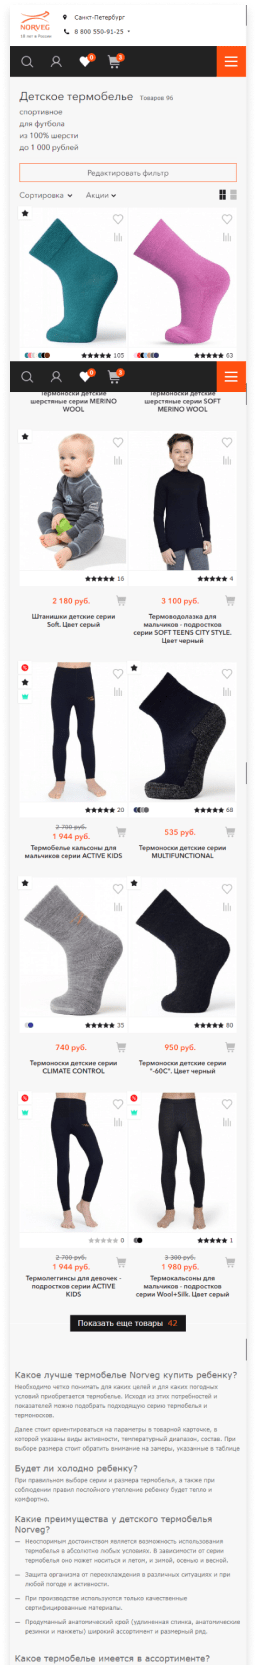 Санкт-Петербург
NORVEG
8 800 550-91-25
0
3
Детское термобелье Товаров 96
спортивное
для футбола
из 100% шерсти
до 1 000 рублей
Редактировать фильтр
Сортировка
Акции
105
63
0
3
Термоноски детские шерстяные серии MERINO WOOL
Термоноски детские шерстяные серии SOFT MERINO WOOL
16
4
2 180 руб.
3 100 руб.
Штанишки детские серии
Soft. Цвет серый
Термоводолазка для
мальчиков - подростков
серии SOFT TEENS CITY STYLE.
Цвет черный
20
68
2 700 руб.
1 944 руб.
535 руб.
Термобелье кальсоны для
мальчиков серии ACTIVE KIDS
Термоноски детские серии
MULTIFUNCTIONAL
35
80
740 руб.
950 руб.
Термоноски детские серии
CLIMATE CONTROL
Термоноски детские серии
"-60C". Цвет черный
0
1
2 700 руб.
1 944 руб.
3 300 руб.
1 980 руб.
Термолеггинсы для девочек -
подростков серии ACTIVE
KIDS
Термокальсоны для
мальчиков - подростков
серии Wool+Silk. Цвет серый
Показать еще товары 42
Какое лучше термобелье Norveg купить ребенку?
Необходимо четко понимать для каких целей и для каких погодных
условий приобретается термобелье. Исходя из этих потребностей и
показателей можно подобрать подходящую серию термобелья и
термоносков.
Далее стоит ориентироваться на параметры в товарной карточке, в
которой указаны виды активности, температурный диапазон, состав. При
выборе размера стоит обратить внимание на замеры, указанные в таблице
Будет ли холодно ребенку?
При правильном выборе серии и размера термобелья, а также при
соблюдении правил послойного утепление ребенку будет тепло и
комфортно.
Какие преимущества у детского термобелья
Norveg?
— Неоспоримым достоинством является возможность использования
термобелья в абсолютно любых условиях. В зависимости от серии
термобелья оно может носиться и летом, и зимой, осенью и весной.
— Защита организма от переохлаждения в различных ситуациях и при
любой погоде и активности.
— При производстве используются только качественные
сертифицированные материалы.
— Продуманный анатомический крой (удлиненная спинка, анатомические
резинки и манжеты) широкий ассортимент и размерный ряд.
Какое термобелье имеется в ассортименте?